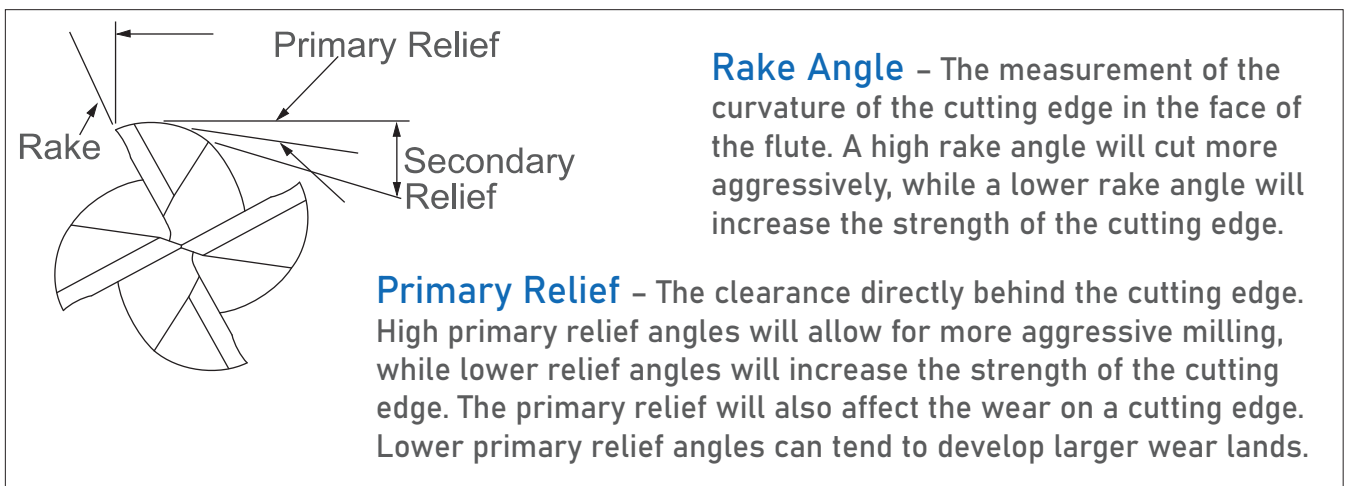 Primary Relief
Rake
Secondary
Relief
Rake Angle – The measurement of the
curvature of the cutting edge in the face of
the flute. A high rake angle will cut more
aggressively, while a lower rake angle will
increase the strength of the cutting edge.
Primary Relief – The clearance directly behind the cutting edge.
High primary relief angles will allow for more aggressive milling,
while lower relief angles will increase the strength of the cutting
edge. The primary relief will also affect the wear on a cutting edge.
Lower primary relief angles can tend to develop larger wear lands.